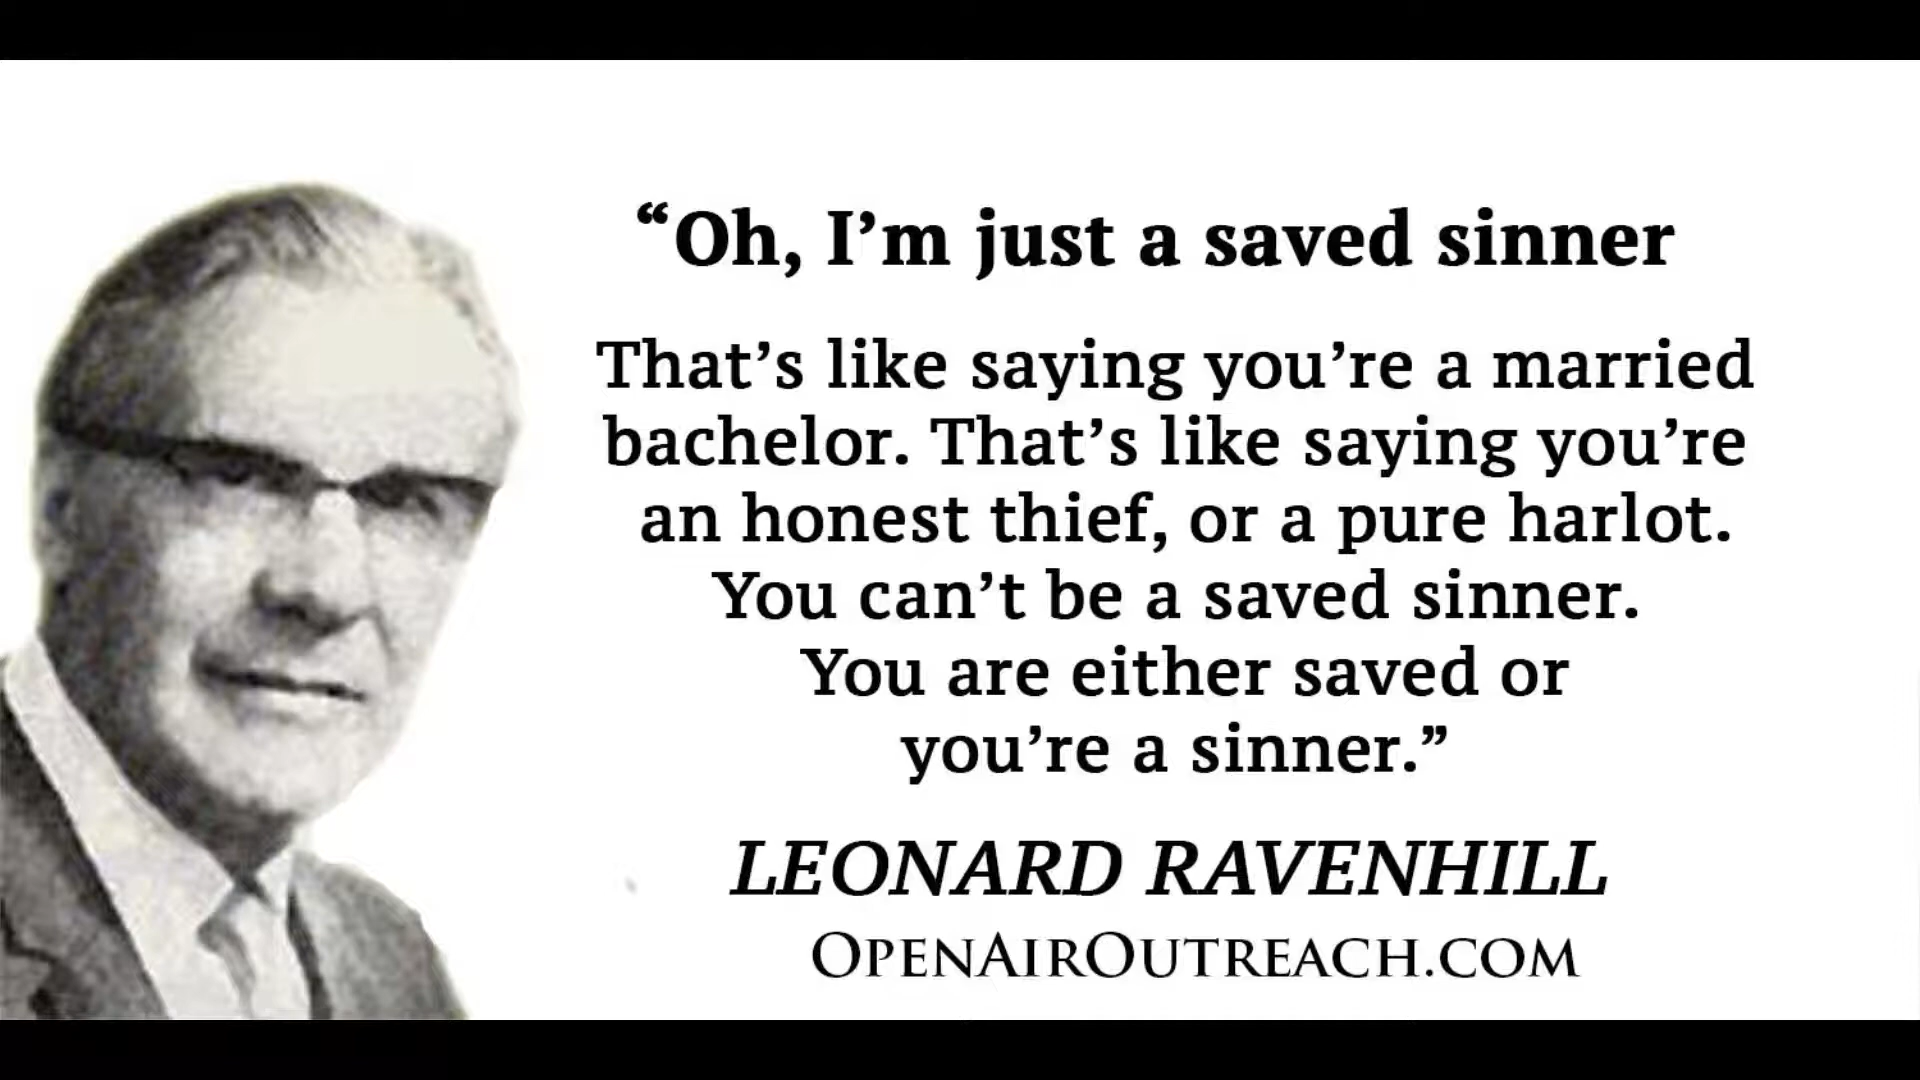 “Oh, I’m just a saved sinner
That’s like saying you’re a married
bachelor. That’s like saying you’re
an honest thief, or a pure harlot.
You can’t be a saved sinner.
You are either saved or
you’re a sinner.”
LEONARD RAVENHILL
OPENAIROUTREACH.COM